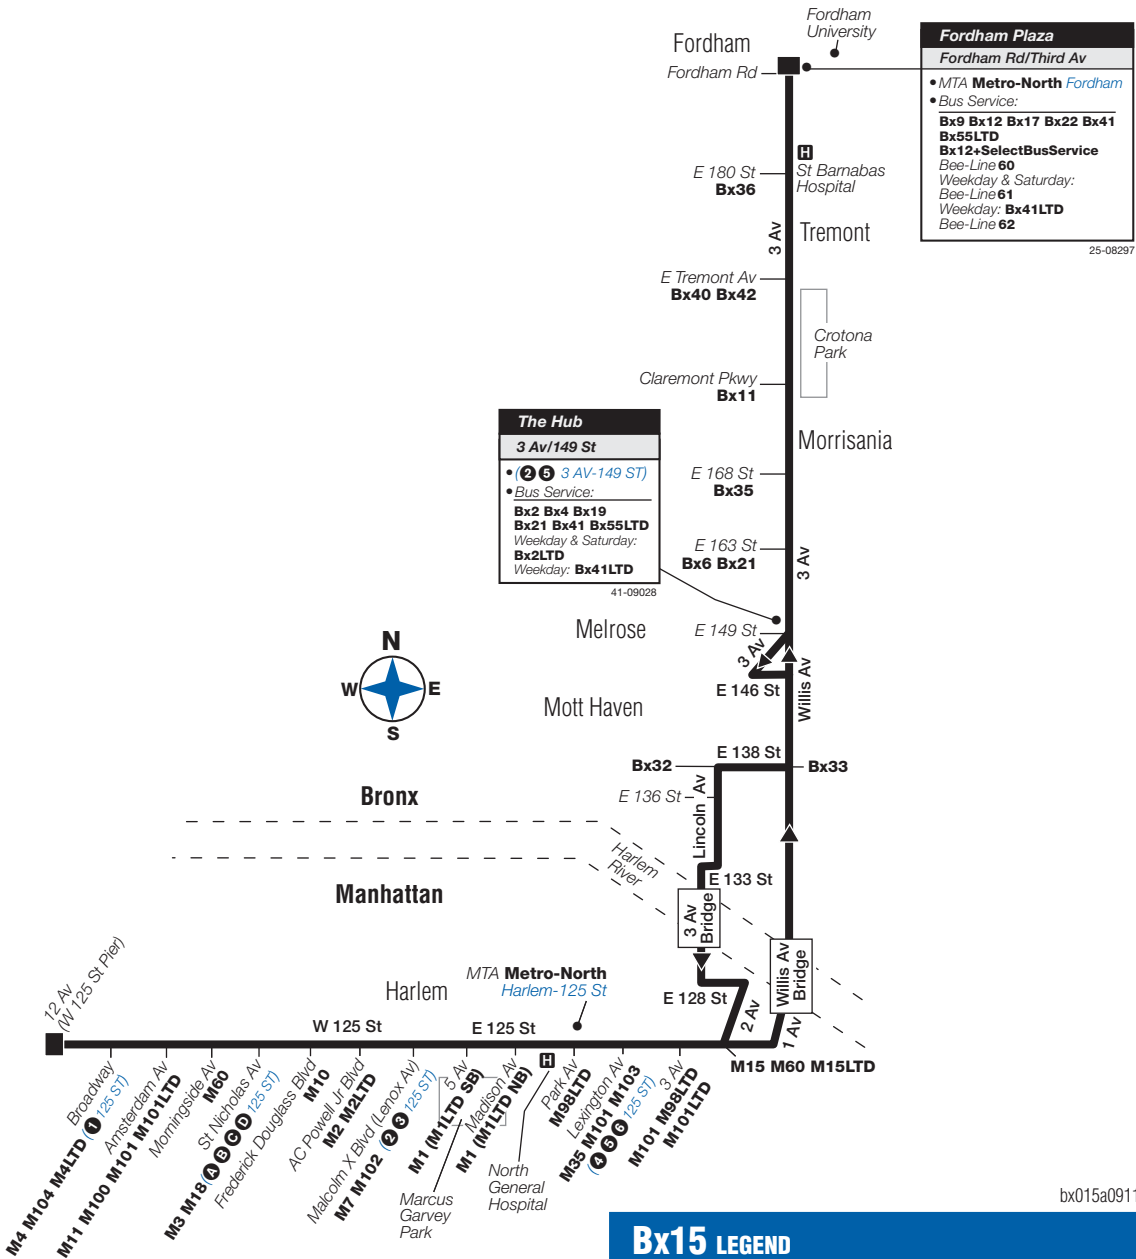 Fordham
University
Fordham
Fordham Rd
Fordham Plaza
Fordham Rd/Third Av
• MTA Metro-North Fordham
• Bus Service:
Bx9 Bx12 Bx17 Bx22 Bx41
Bx55LTD
Bx12+SelectBusService
Bee-Line 60
Weekday & Saturday:
Bee-Line 61
Weekday: Bx41LTD
Bee-Line 62
25-08297
H
St Barnabas
Hospital
E 180 St
Bx36
3 Av
Tremont
E Tremont Av
Bx40 Bx42
Crotona
Park
Claremont Pkwy
Bx11
Morrisania
The Hub
3 Av/149 St
• (2 5 3 AV-149 ST)
• Bus Service:
Bx2 Bx4 Bx19
Bx21 Bx41 Bx55LTD
Weekday & Saturday:
Bx2LTD
Weekday: Bx41LTD
41-09028
E 168 St
Bx35
E 163 St
Bx6 Bx21
3 Av
Melrose
E 149 St
3 Av
E 146 St
Willis Av
N
W E
S
Mott Haven
E 138 St
Bx32
Bx33
E 136 St
Lincoln Av
Bronx
Harlem
River
E 133 St
Manhattan
3 Av
Bridge
Willis Av
Bridge
E 128 St
2 Av
1 Av
12 Av
(W 125 St Pier)
Harlem
MTA Metro-North
Harlem-125 St
W 125 St
E 125 St
H
M15 M60 M15LTD
Broadway
M4 M104 M4LTD (1 125 ST)
Amsterdam Av
M11 M100 M101 M101LTD
Morningside Av
M60
St Nicholas Av
M3 M18 (A B C D 125 ST)
Frederick Douglass Blvd
M10
AC Powell Jr Blvd
M2 M2LTD
Malcolm X Blvd (Lenox Av)
M7 M102 (2 3 125 ST)
5 Av
M1 (M1LTD SB)
Madison Av
M1 (M1LTD NB)
Park Av
M98LTD
Lexington Av
M35 M101 M103
(4 5 6 125 ST)
3 Av
M101 M98LTD
M101LTD
Marcus
Garvey
Park
North
General
Hospital
bx015a0911
Bx15 LEGEND